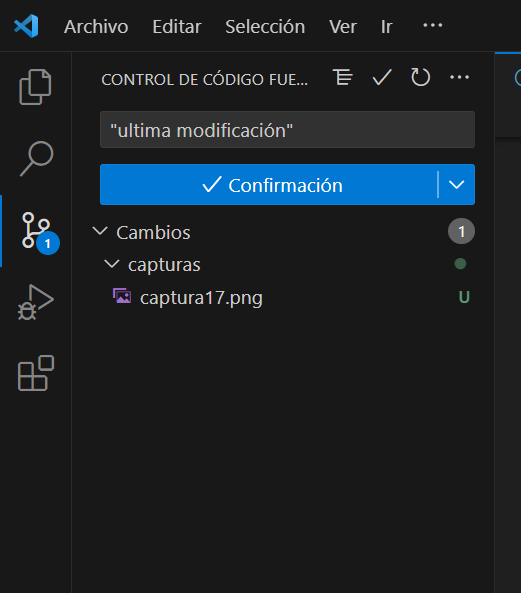 Archivo Editar Selección Ver Ir ...
CONTROL DE CÓDIGO FUE...
"ultima modificación"
Confirmación
Cambios 1
capturas
captura17.png U
1